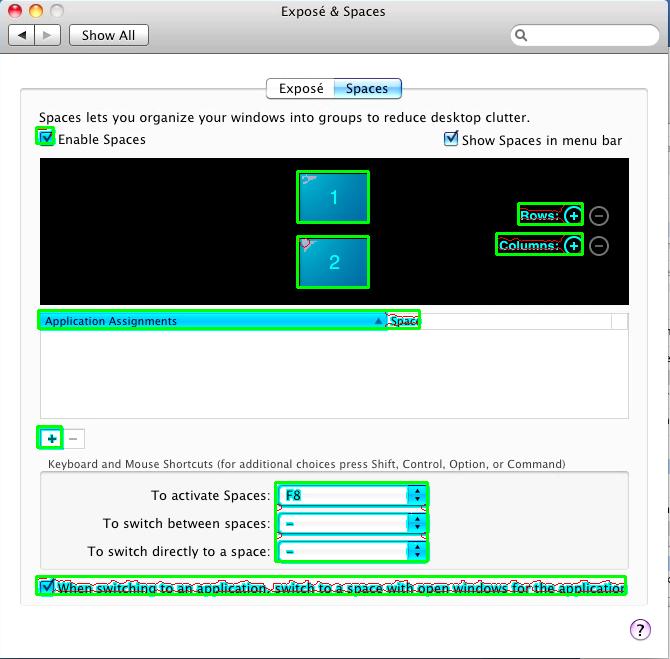 Exposé & Spaces
Show All
Exposé Spaces
Spaces lets you organize your windows into groups to reduce desktop clutter.
Enable Spaces
Show Spaces in menu bar
1
Rows:
Columns:
2
Application Assignments Space
+ −
Keyboard and Mouse Shortcuts (for additional choices press Shift, Control, Option, or Command)
To activate Spaces: F8
To switch between spaces: –
To switch directly to a space: –
When switching to an application, switch to a space with open windows for the application
?